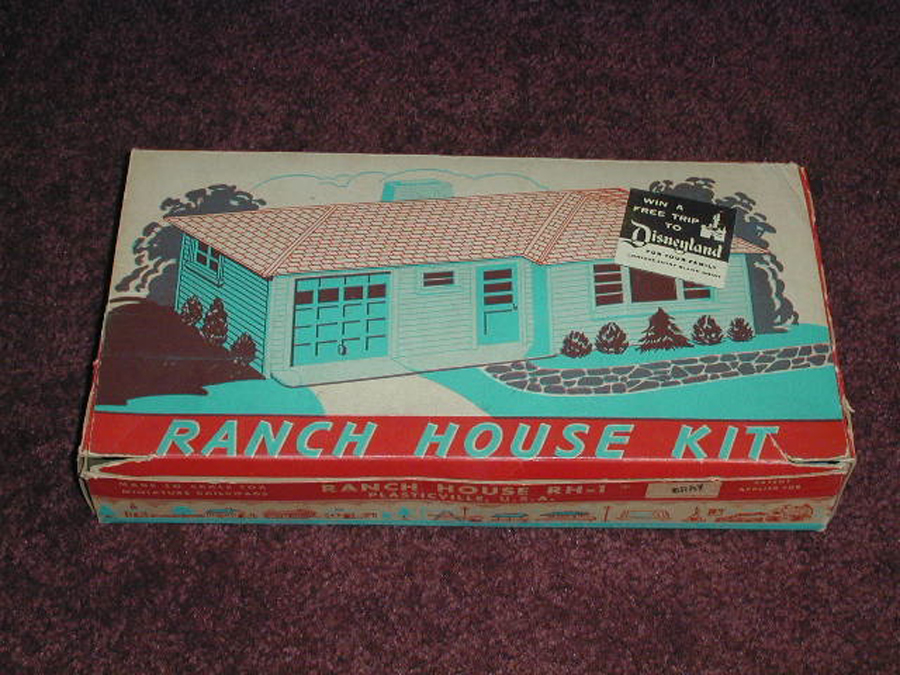 WIN A
FREE TRIP
TO
Disneyland
FOR YOUR FAMILY
RANCH HOUSE KIT
MADE TO SCALE FOR
MINIATURE RAILROADS
RANCH HOUSE RH-1
PLASTICVILLE, U.S.A.
PATENT
APPLIED FOR